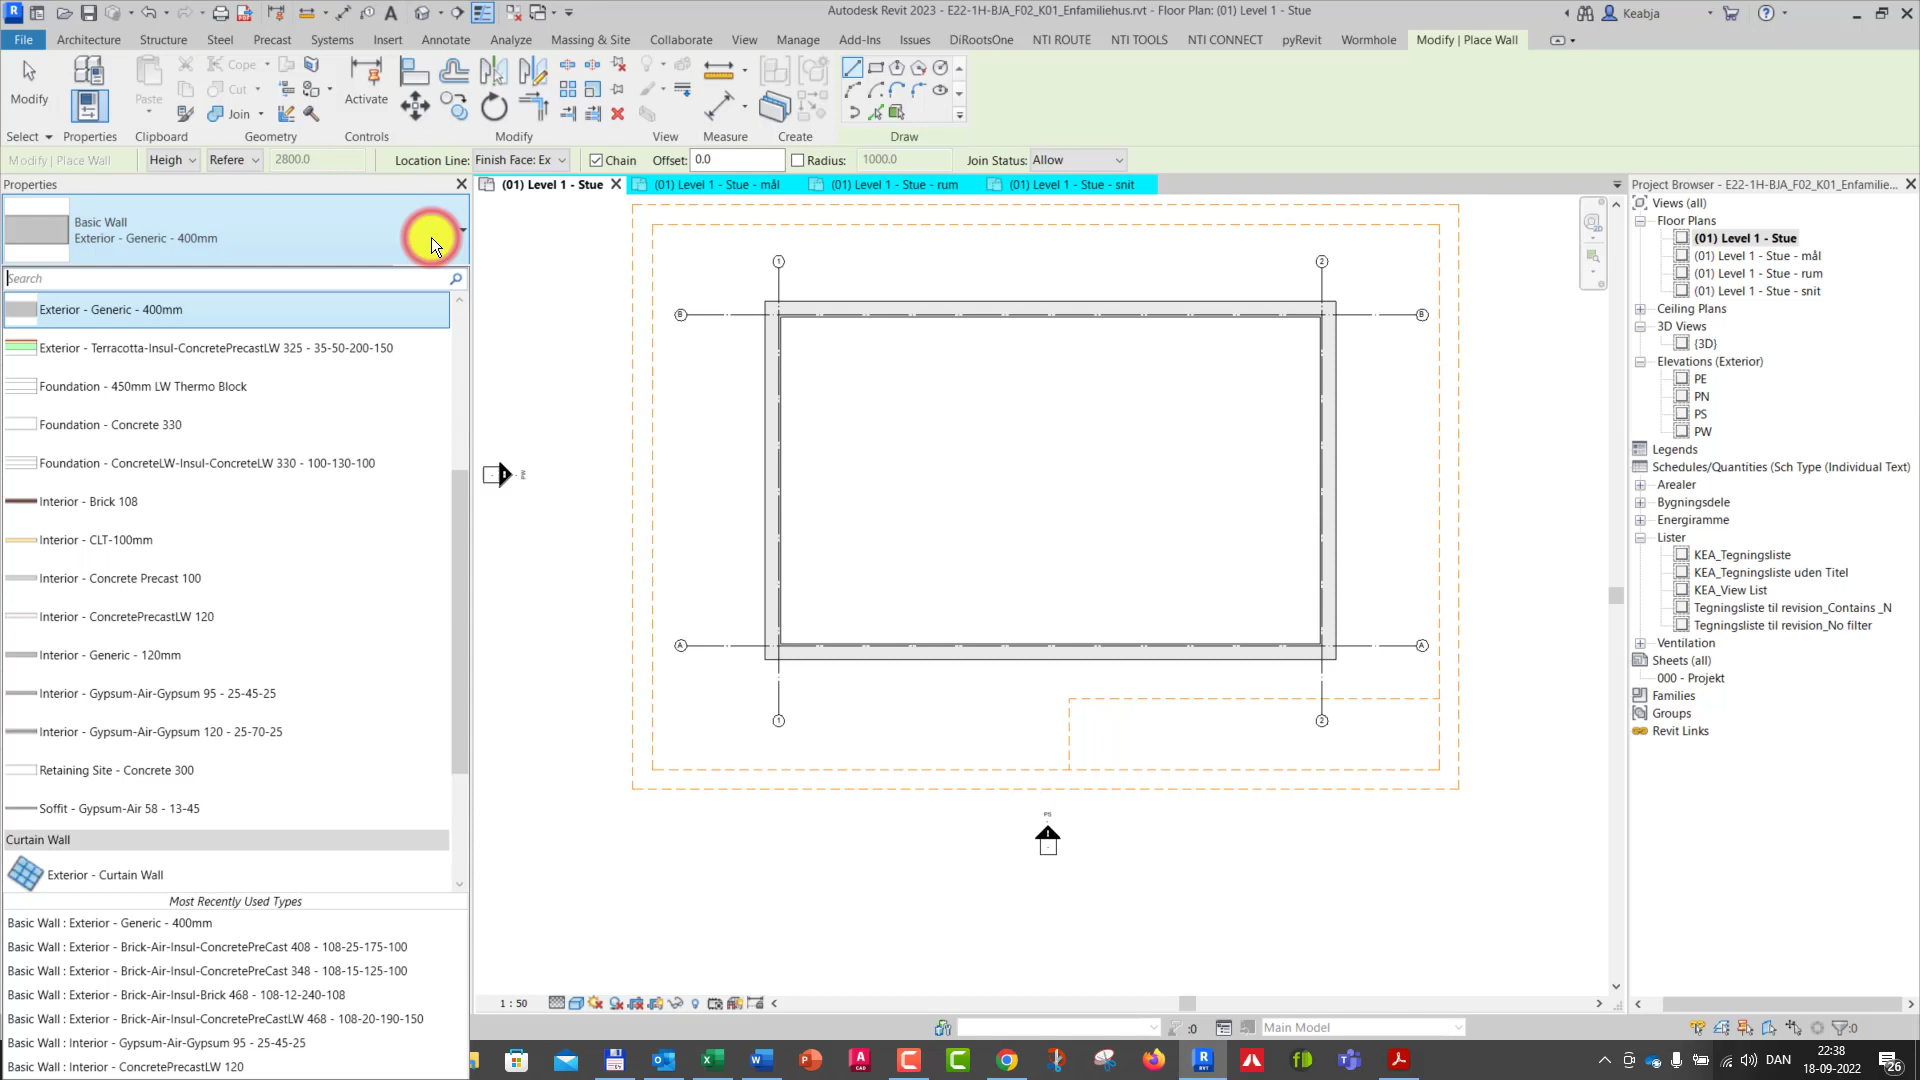 Autodesk Revit 2023 - E22-1H-BJA_F02_K01_Enfamiliehus.rvt - Floor Plan: (01) Level 1 - Stue
Keabja
File Architecture Structure Steel Precast Systems Insert Annotate Analyze Massing & Site Collaborate View Manage Add-Ins Issues DiRootsOne NTI ROUTE NTI TOOLS NTI CONNECT pyRevit Wormhole Modify | Place Wall
Modify Paste Cope Cut Join Activate
Select Properties Clipboard Geometry Controls Modify View Measure Create Draw
Modify | Place Wall Heigh Refere 2800.0 Location Line: Finish Face: Ex Chain Offset: 0.0 Radius: 1000.0 Join Status: Allow
Properties
(01) Level 1 - Stue (01) Level 1 - Stue - mål (01) Level 1 - Stue - rum (01) Level 1 - Stue - snit
Basic Wall
Exterior - Generic - 400mm
Search
Exterior - Generic - 400mm
Exterior - Terracotta-Insul-ConcretePrecastLW 325 - 35-50-200-150
Foundation - 450mm LW Thermo Block
Foundation - Concrete 330
Foundation - ConcreteLW-Insul-ConcreteLW 330 - 100-130-100
Interior - Brick 108
Interior - CLT-100mm
Interior - Concrete Precast 100
Interior - ConcretePrecastLW 120
Interior - Generic - 120mm
Interior - Gypsum-Air-Gypsum 95 - 25-45-25
Interior - Gypsum-Air-Gypsum 120 - 25-70-25
Retaining Site - Concrete 300
Soffit - Gypsum-Air 58 - 13-45
Curtain Wall
Exterior - Curtain Wall
Most Recently Used Types
Basic Wall : Exterior - Generic - 400mm
Basic Wall : Exterior - Brick-Air-Insul-ConcretePreCast 408 - 108-25-175-100
Basic Wall : Exterior - Brick-Air-Insul-ConcretePreCast 348 - 108-15-125-100
Basic Wall : Exterior - Brick-Air-Insul-Brick 468 - 108-12-240-108
Basic Wall : Exterior - Brick-Air-Insul-ConcretePreCastLW 468 - 108-20-190-150
Basic Wall : Interior - Gypsum-Air-Gypsum 95 - 25-45-25
Basic Wall : Interior - ConcretePrecastLW 120
1 2
B B
PW
A A
1 2
PS
1 : 50
:0 Main Model :0
Project Browser - E22-1H-BJA_F02_K01_Enfamilie...
Views (all)
Floor Plans
(01) Level 1 - Stue
(01) Level 1 - Stue - mål
(01) Level 1 - Stue - rum
(01) Level 1 - Stue - snit
Ceiling Plans
3D Views
{3D}
Elevations (Exterior)
PE
PN
PS
PW
Legends
Schedules/Quantities (Sch Type (Individual Text)
Arealer
Bygningsdele
Energiramme
Lister
KEA_Tegningsliste
KEA_Tegningsliste uden Titel
KEA_View List
Tegningsliste til revision_Contains _N
Tegningsliste til revision_No filter
Ventilation
Sheets (all)
000 - Projekt
Families
Groups
Revit Links
DAN
22:38
18-09-2022
26